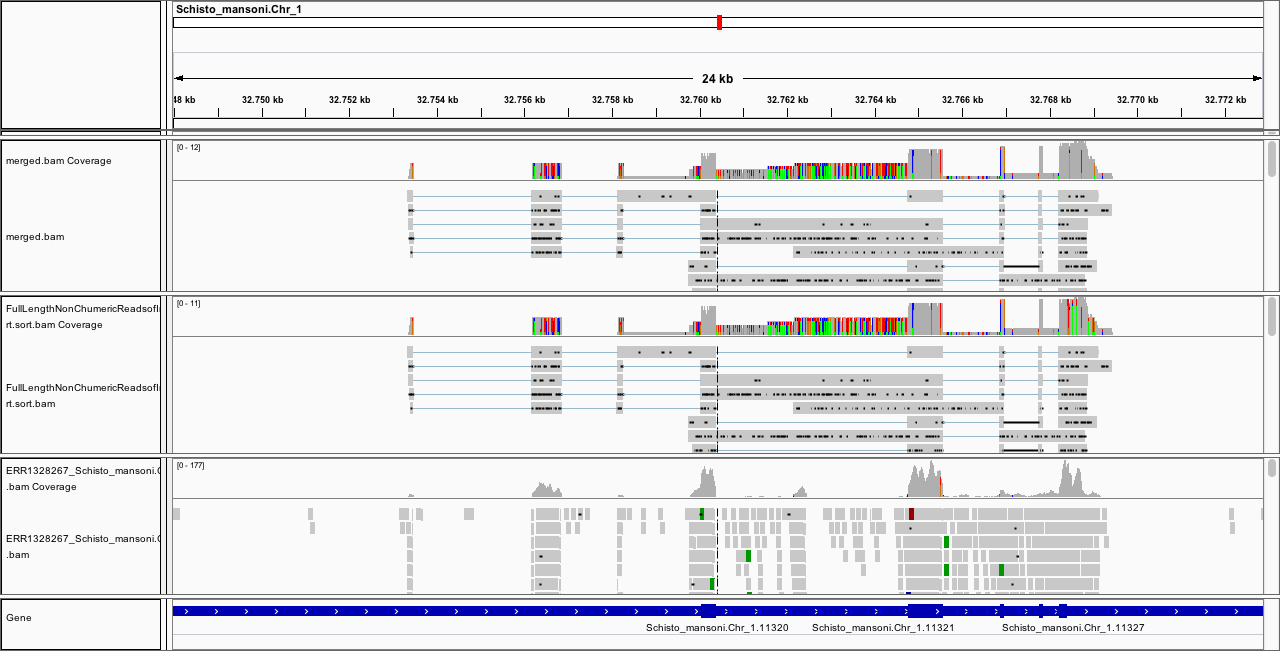 Schisto_mansoni.Chr_1
24 kb
48 kb 32.750 kb 32.752 kb 32.754 kb 32.756 kb 32.758 kb 32.760 kb 32.762 kb 32.764 kb 32.766 kb 32.768 kb 32.770 kb 32.772 kb
merged.bam Coverage
[0 - 12]
merged.bam
FullLengthNonChumericReadsofI
rt.sort.bam Coverage
[0 - 11]
FullLengthNonChumericReadsofI
rt.sort.bam
ERR1328267_Schisto_mansoni.C
.bam Coverage
[0 - 177]
ERR1328267_Schisto_mansoni.C
.bam
Gene
Schisto_mansoni.Chr_1.11320 Schisto_mansoni.Chr_1.11321 Schisto_mansoni.Chr_1.11327